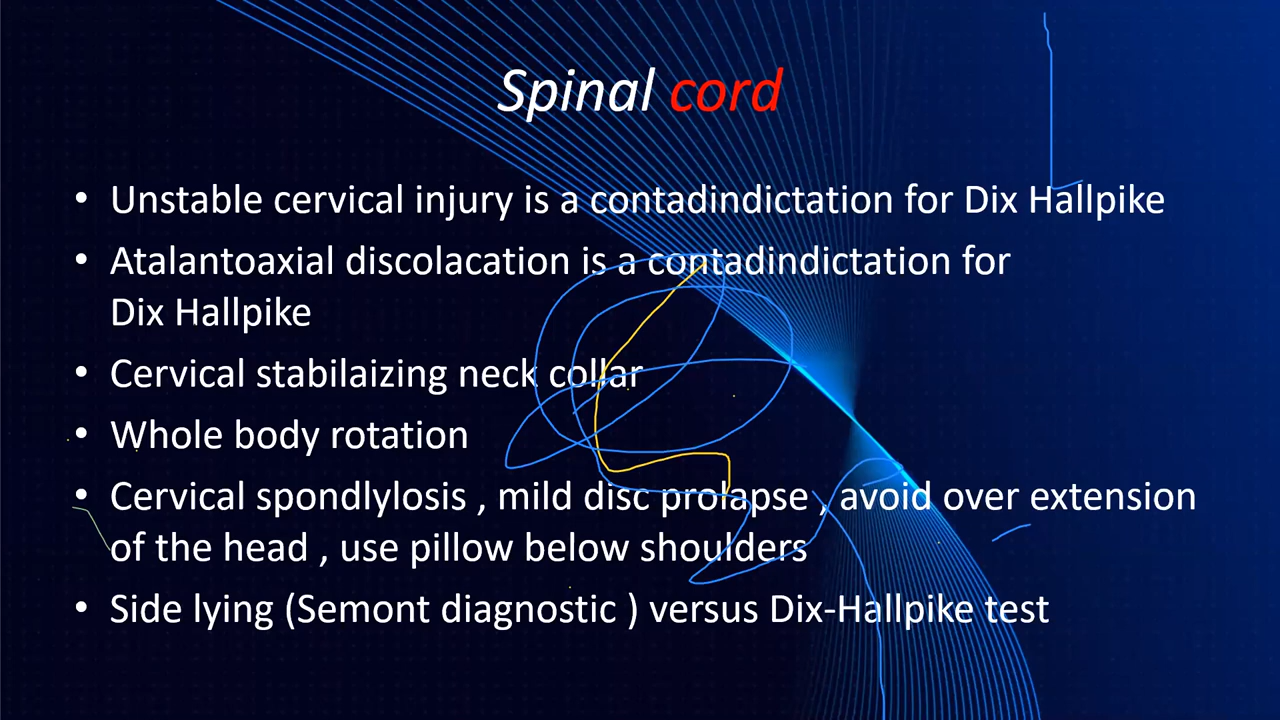 Spinal cord
• Unstable cervical injury is a contadindictation for Dix Hallpike
• Atalantoaxial discolacation is a contadindictation for
Dix Hallpike
• Cervical stabilaizing neck collar
• Whole body rotation
• Cervical spondlylosis , mild disc prolapse , avoid over extension
of the head , use pillow below shoulders
• Side lying (Semont diagnostic ) versus Dix-Hallpike test